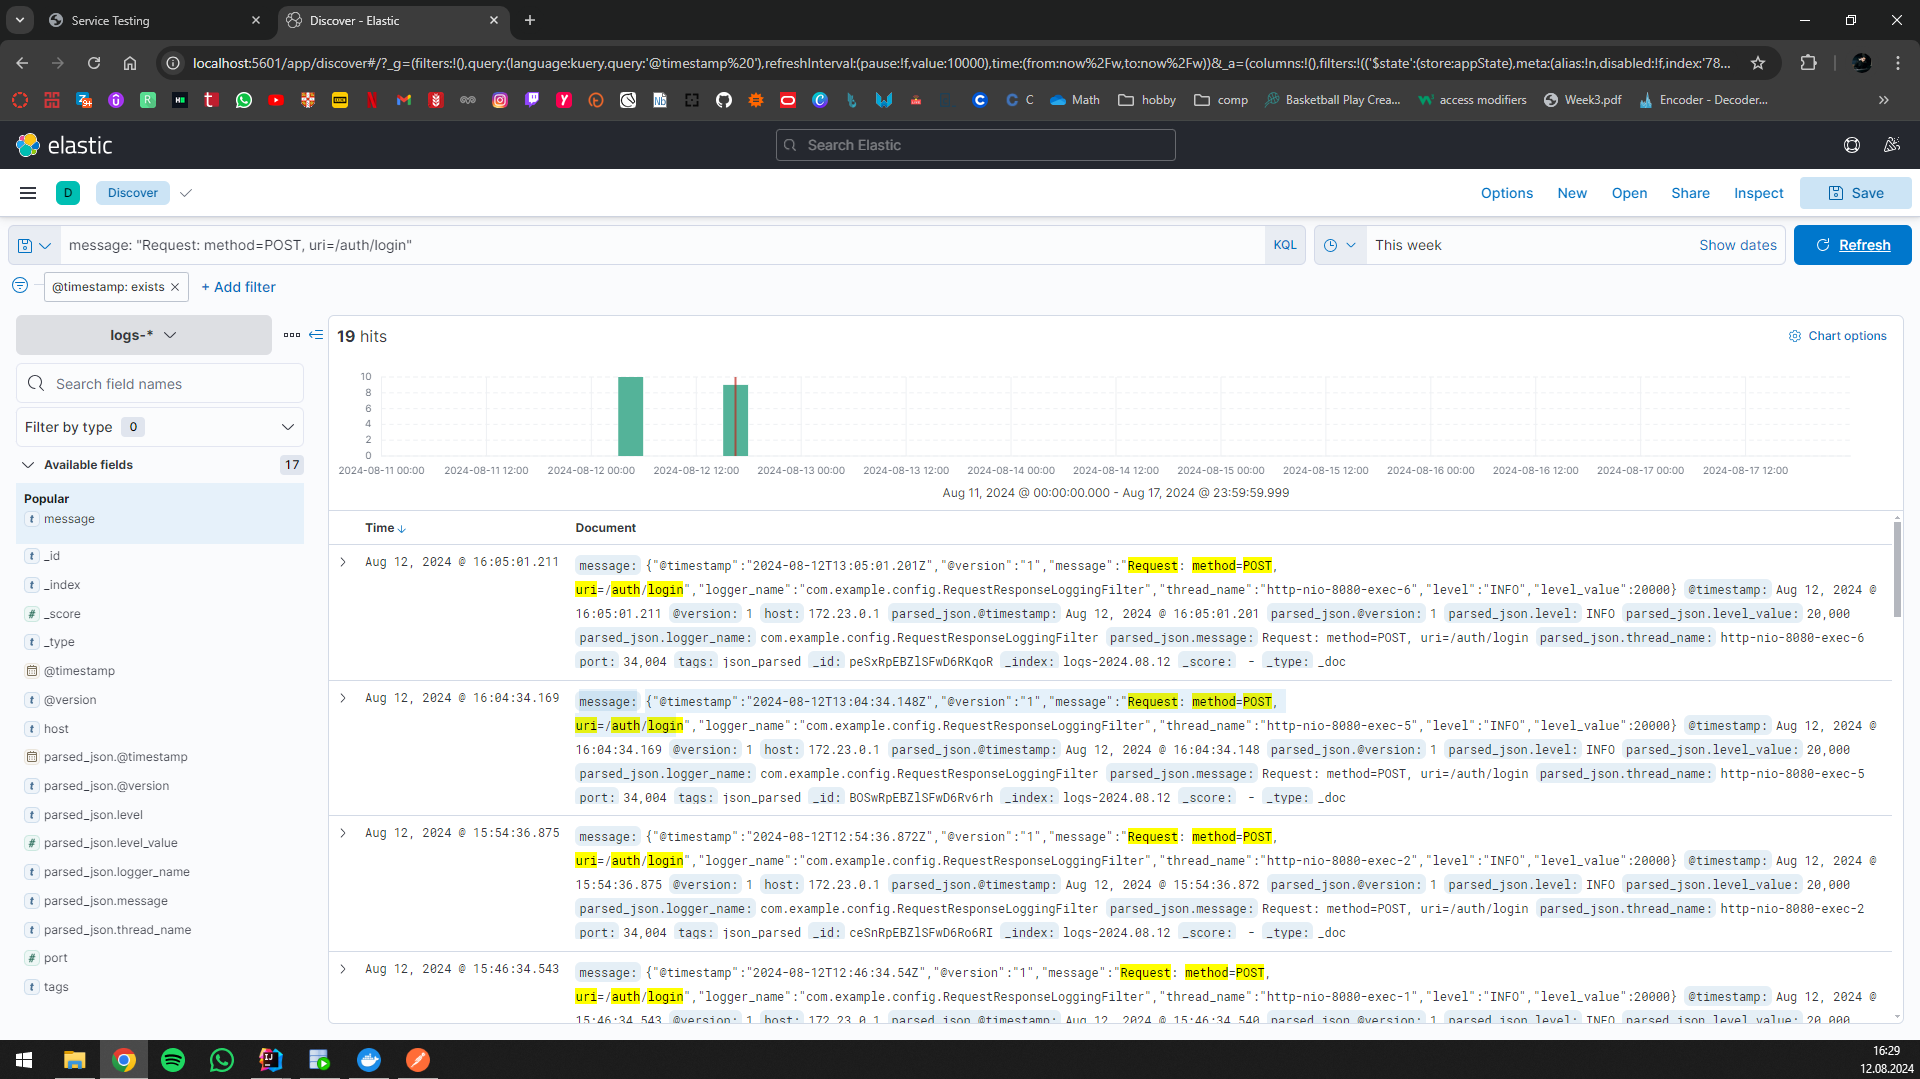 Service Testing
Discover - Elastic
localhost:5601/app/discover#/?_g=(filters:!(),query:(language:kuery,query:'@timestamp%20'),refreshInterval:(pause:!f,value:10000),time:(from:now%2Fw,to:now%2Fw))&_a=(columns:!(),filters:!(('$state':(store:appState),meta:(alias:!n,disabled:!f,index:'78...
C Math hobby comp Basketball Play Crea... access modifiers Week3.pdf Encoder - Decoder...
elastic
Search Elastic
D Discover
Options New Open Share Inspect Save
message: "Request: method=POST, uri=/auth/login"
KQL
This week
Show dates
Refresh
@timestamp: exists
+ Add filter
logs-*
19 hits
Chart options
Search field names
Filter by type 0
Available fields 17
Popular
message
_id
_index
_score
_type
@timestamp
@version
host
parsed_json.@timestamp
parsed_json.@version
parsed_json.level
parsed_json.level_value
parsed_json.logger_name
parsed_json.message
parsed_json.thread_name
port
tags
10
8
6
4
2
0
2024-08-11 00:00 2024-08-11 12:00 2024-08-12 00:00 2024-08-12 12:00 2024-08-13 00:00 2024-08-13 12:00 2024-08-14 00:00 2024-08-14 12:00 2024-08-15 00:00 2024-08-15 12:00 2024-08-16 00:00 2024-08-16 12:00 2024-08-17 00:00 2024-08-17 12:00
Aug 11, 2024 @ 00:00:00.000 - Aug 17, 2024 @ 23:59:59.999
Time Document
Aug 12, 2024 @ 16:05:01.211
message: {"@timestamp":"2024-08-12T13:05:01.201Z","@version":"1","message":"Request: method=POST,
uri=/auth/login","logger_name":"com.example.config.RequestResponseLoggingFilter","thread_name":"http-nio-8080-exec-6","level":"INFO","level_value":20000} @timestamp: Aug 12, 2024 @
16:05:01.211 @version: 1 host: 172.23.0.1 parsed_json.@timestamp: Aug 12, 2024 @ 16:05:01.201 parsed_json.@version: 1 parsed_json.level: INFO parsed_json.level_value: 20,000
parsed_json.logger_name: com.example.config.RequestResponseLoggingFilter parsed_json.message: Request: method=POST, uri=/auth/login parsed_json.thread_name: http-nio-8080-exec-6
port: 34,004 tags: json_parsed _id: peSxRpEBZlSFwD6RKqoR _index: logs-2024.08.12 _score: - _type: _doc
Aug 12, 2024 @ 16:04:34.169
message: {"@timestamp":"2024-08-12T13:04:34.148Z","@version":"1","message":"Request: method=POST,
uri=/auth/login","logger_name":"com.example.config.RequestResponseLoggingFilter","thread_name":"http-nio-8080-exec-5","level":"INFO","level_value":20000} @timestamp: Aug 12, 2024 @
16:04:34.169 @version: 1 host: 172.23.0.1 parsed_json.@timestamp: Aug 12, 2024 @ 16:04:34.148 parsed_json.@version: 1 parsed_json.level: INFO parsed_json.level_value: 20,000
parsed_json.logger_name: com.example.config.RequestResponseLoggingFilter parsed_json.message: Request: method=POST, uri=/auth/login parsed_json.thread_name: http-nio-8080-exec-5
port: 34,004 tags: json_parsed _id: BOSwRpEBZlSFwD6Rv6rh _index: logs-2024.08.12 _score: - _type: _doc
Aug 12, 2024 @ 15:54:36.875
message: {"@timestamp":"2024-08-12T12:54:36.872Z","@version":"1","message":"Request: method=POST,
uri=/auth/login","logger_name":"com.example.config.RequestResponseLoggingFilter","thread_name":"http-nio-8080-exec-2","level":"INFO","level_value":20000} @timestamp: Aug 12, 2024 @
15:54:36.875 @version: 1 host: 172.23.0.1 parsed_json.@timestamp: Aug 12, 2024 @ 15:54:36.872 parsed_json.@version: 1 parsed_json.level: INFO parsed_json.level_value: 20,000
parsed_json.logger_name: com.example.config.RequestResponseLoggingFilter parsed_json.message: Request: method=POST, uri=/auth/login parsed_json.thread_name: http-nio-8080-exec-2
port: 34,004 tags: json_parsed _id: ceSnRpEBZlSFwD6Ro6RI _index: logs-2024.08.12 _score: - _type: _doc
Aug 12, 2024 @ 15:46:34.543
message: {"@timestamp":"2024-08-12T12:46:34.54Z","@version":"1","message":"Request: method=POST,
uri=/auth/login","logger_name":"com.example.config.RequestResponseLoggingFilter","thread_name":"http-nio-8080-exec-1","level":"INFO","level_value":20000} @timestamp: Aug 12, 2024 @
15:46:34.543 @version: 1 host: 172.23.0.1 parsed_json.@timestamp: Aug 12, 2024 @ 15:46:34.540 parsed_json.@version: 1 parsed_json.level: INFO parsed_json.level_value: 20,000
16:29
12.08.2024